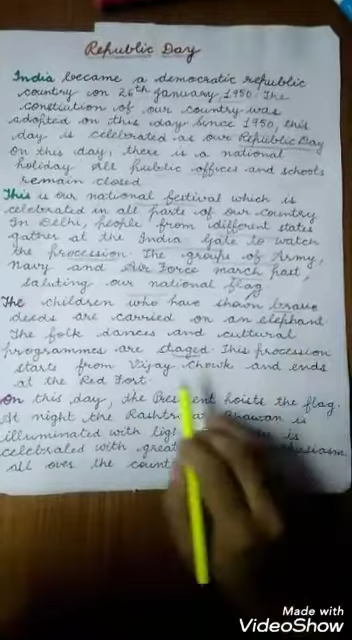 Republic Day
India became a democratic republic
country on 26th January, 1950. The
constiution of our country was
adopted on this day. Since 1950, this
day is celebrated as our Republic Day
On this day, there is a national
holiday. All public offices and schools
remain closed
This is our national festival which is
celebrated in all parts of our country
In Delhi, people from different states
gather at the India Gate to watch
the procession. The groups of Army,
Navy and Air Force march past,
saluting our national flag
The children who have shown brave
deeds are carried on an elephant
The folk dances and cultural
programmes are staged. This procession
starts from Vijay Chowk and ends
at the Red Fort.
On this day, the hoists the flag.
At night the Bhawan is
illuminated with is
celebrated with
all over the
Made with
VideoShow